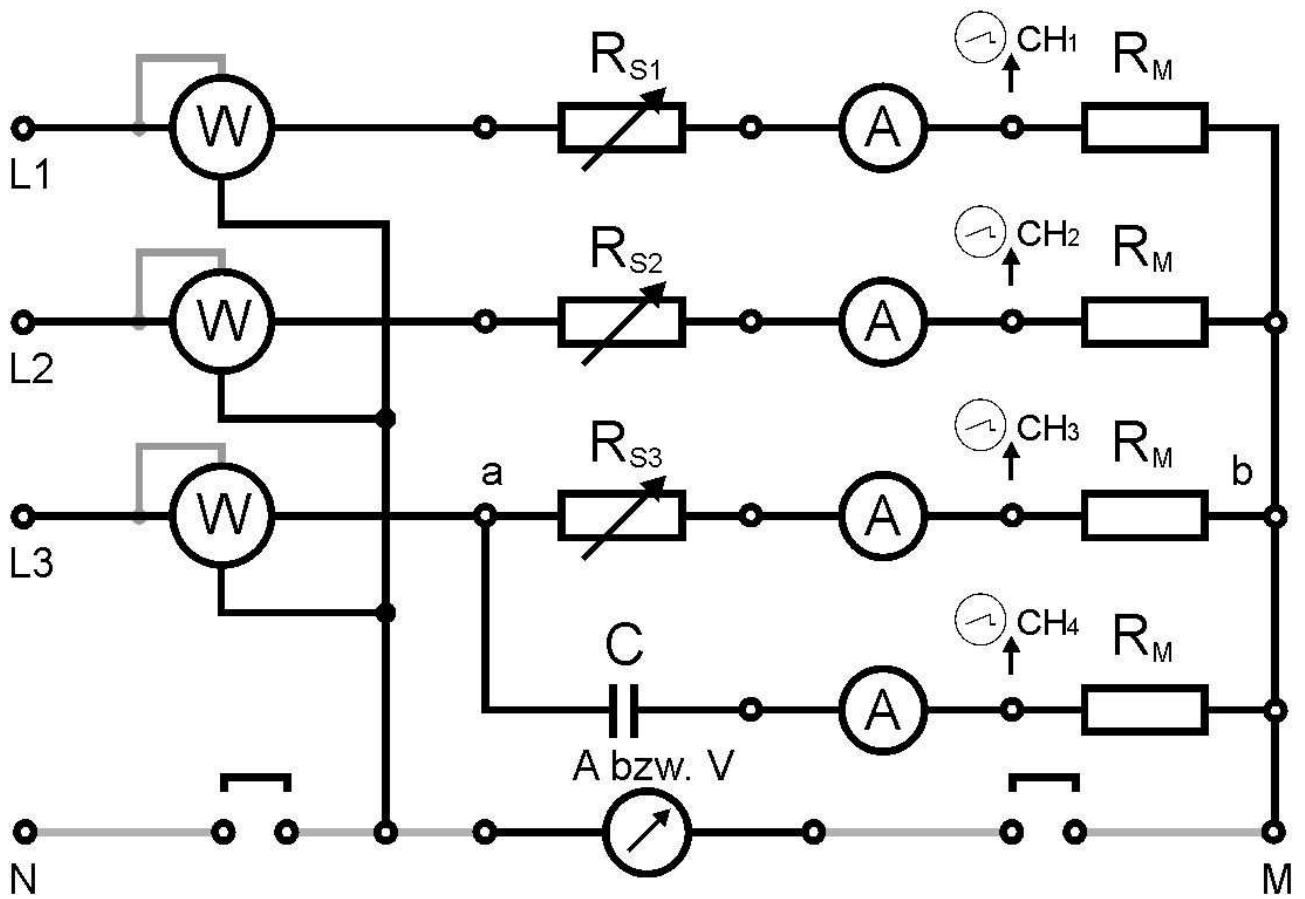 R_S1 CH₁ R_M
W A
L1
R_S2 CH₂ R_M
W A
L2
R_S3 CH₃ R_M
a b
W A
L3
CH₄ R_M
C
A
A bzw. V
N M